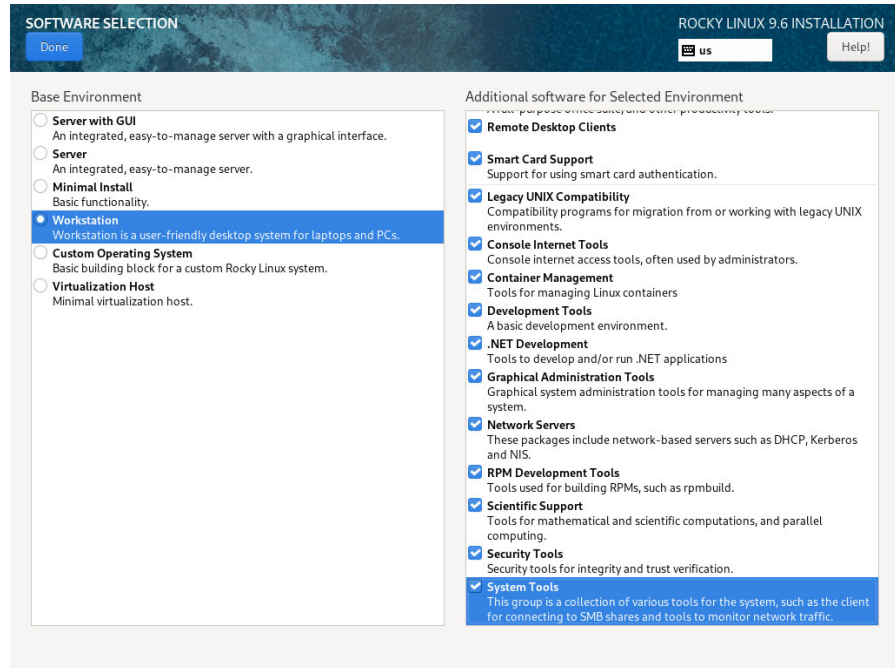 SOFTWARE SELECTION
ROCKY LINUX 9.6 INSTALLATION
Done
us
Help!
Base Environment
Server with GUI
An integrated, easy-to-manage server with a graphical interface.
Server
An integrated, easy-to-manage server.
Minimal Install
Basic functionality.
Workstation
Workstation is a user-friendly desktop system for laptops and PCs.
Custom Operating System
Basic building block for a custom Rocky Linux system.
Virtualization Host
Minimal virtualization host.
Additional software for Selected Environment
A full-purpose office suite, and other productivity tools.
Remote Desktop Clients
Smart Card Support
Support for using smart card authentication.
Legacy UNIX Compatibility
Compatibility programs for migration from or working with legacy UNIX
environments.
Console Internet Tools
Console internet access tools, often used by administrators.
Container Management
Tools for managing Linux containers
Development Tools
A basic development environment.
.NET Development
Tools to develop and/or run .NET applications
Graphical Administration Tools
Graphical system administration tools for managing many aspects of a
system.
Network Servers
These packages include network-based servers such as DHCP, Kerberos
and NIS.
RPM Development Tools
Tools used for building RPMs, such as rpmbuild.
Scientific Support
Tools for mathematical and scientific computations, and parallel
computing.
Security Tools
Security tools for integrity and trust verification.
System Tools
This group is a collection of various tools for the system, such as the client
for connecting to SMB shares and tools to monitor network traffic.